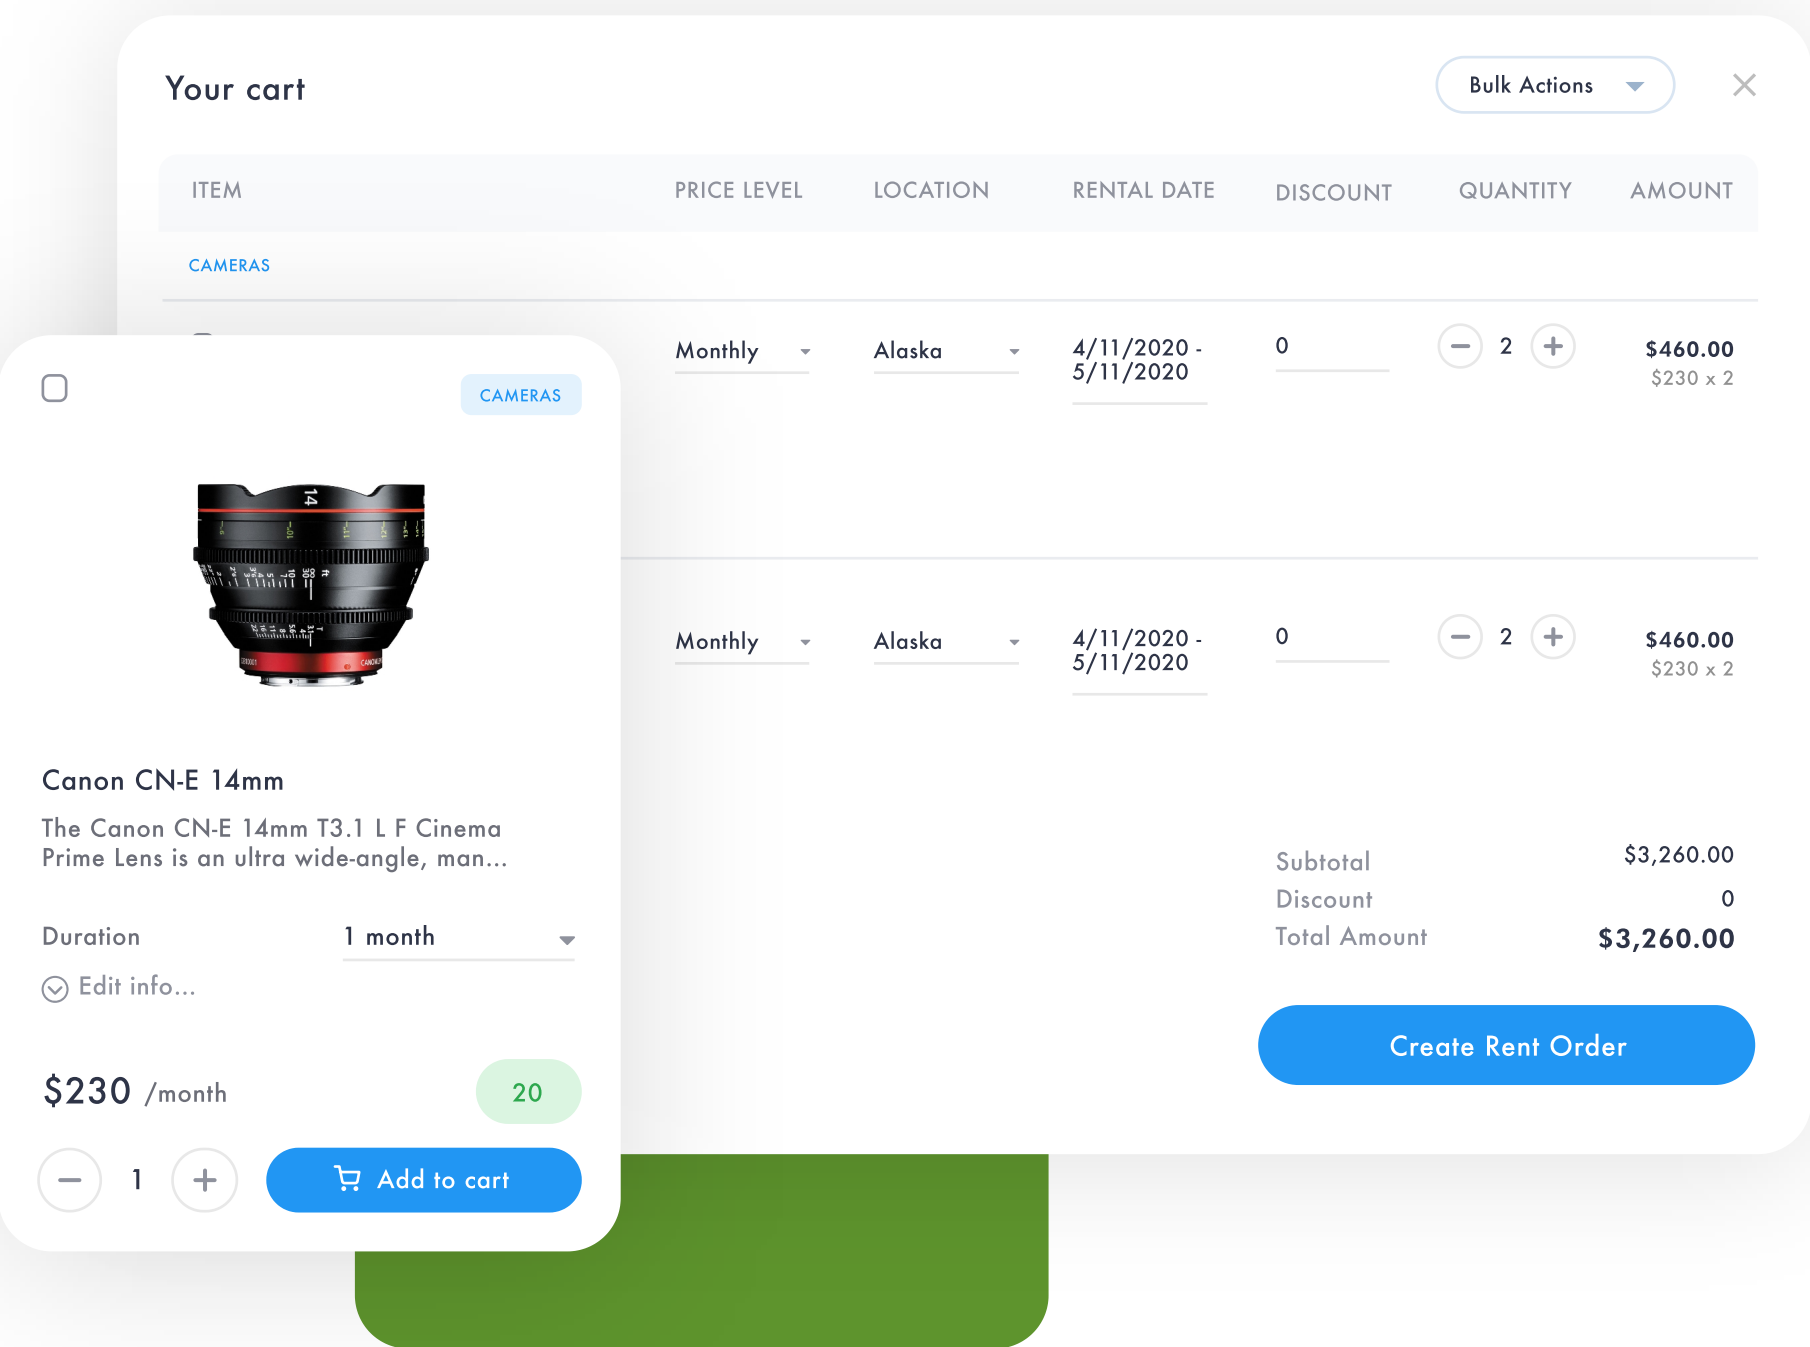 Your cart
Bulk Actions
ITEM PRICE LEVEL LOCATION RENTAL DATE DISCOUNT QUANTITY AMOUNT
CAMERAS
Monthly Alaska 4/11/2020 - 0 2 $460.00
5/11/2020 $230 x 2
Monthly Alaska 4/11/2020 - 0 2 $460.00
5/11/2020 $230 x 2
Subtotal $3,260.00
Discount 0
Total Amount $3,260.00
Create Rent Order
CAMERAS
14
Canon CN-E 14mm
The Canon CN-E 14mm T3.1 L F Cinema
Prime Lens is an ultra wide-angle, man...
Duration 1 month
Edit info...
$230 /month 20
1 Add to cart